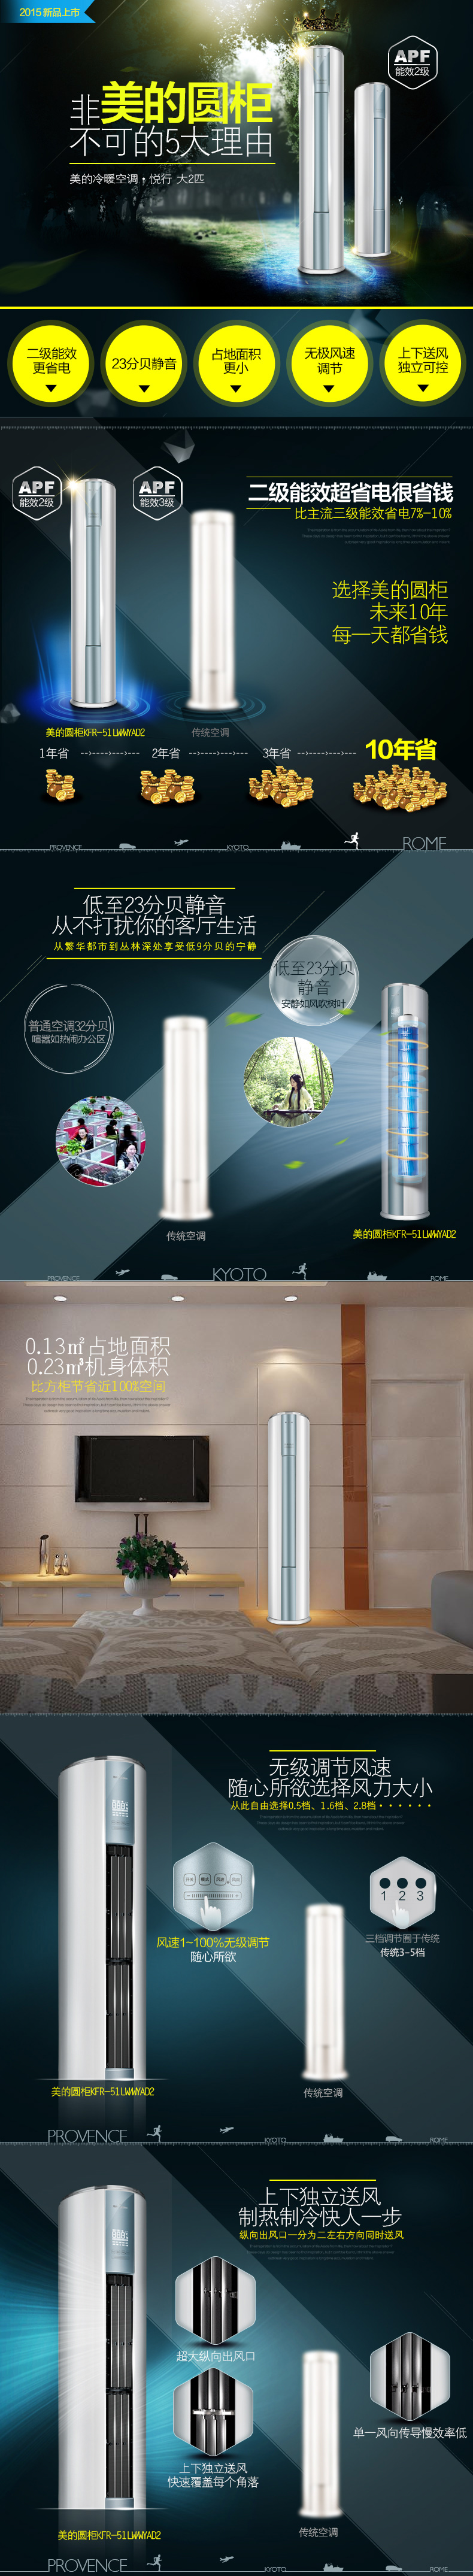 2015 新品上市
APF
能效2级
非美的圆柜
不可的5大理由
美的冷暖空调·悦行 大2匹
二级能效
更省电
23分贝静音
占地面积
更小
无极风速
调节
上下送风
独立可控
APF
能效2级
APF
能效3级
二级能效超省电很省钱
比主流三级能效省电7%-10%
选择美的圆柜
未来10年
每一天都省钱
美的圆柜KFR-51LWWYAD2
传统空调
1年省
2年省
3年省
10年省
PROVENCE
KYOTO
ROME
低至23分贝静音
从不打扰你的客厅生活
从繁华都市到丛林深处享受低9分贝的宁静
低至23分贝
静音
安静如风吹树叶
普通空调32分贝
喧嚣如热闹办公区
传统空调
美的圆柜KFR-51LWWYAD2
PROVENCE
KYOTO
ROME
0.13㎡占地面积
0.23㎥机身体积
比方柜节省近100%空间
无级调节风速
随心所欲选择风力大小
从此自由选择0.5档、1.6档、2.8档······
1 2 3
风速1~100%无级调节
随心所欲
三档调节囿于传统
传统3-5档
美的圆柜KFR-51LWWYAD2
传统空调
PROVENCE
KYOTO
ROME
上下独立送风
制热制冷快人一步
纵向出风口一分为二左右方向同时送风
超大纵向出风口
单一风向传导慢效率低
上下独立送风
快速覆盖每个角落
美的圆柜KFR-51LWWYAD2
传统空调
PROVENCE
KYOTO
ROME